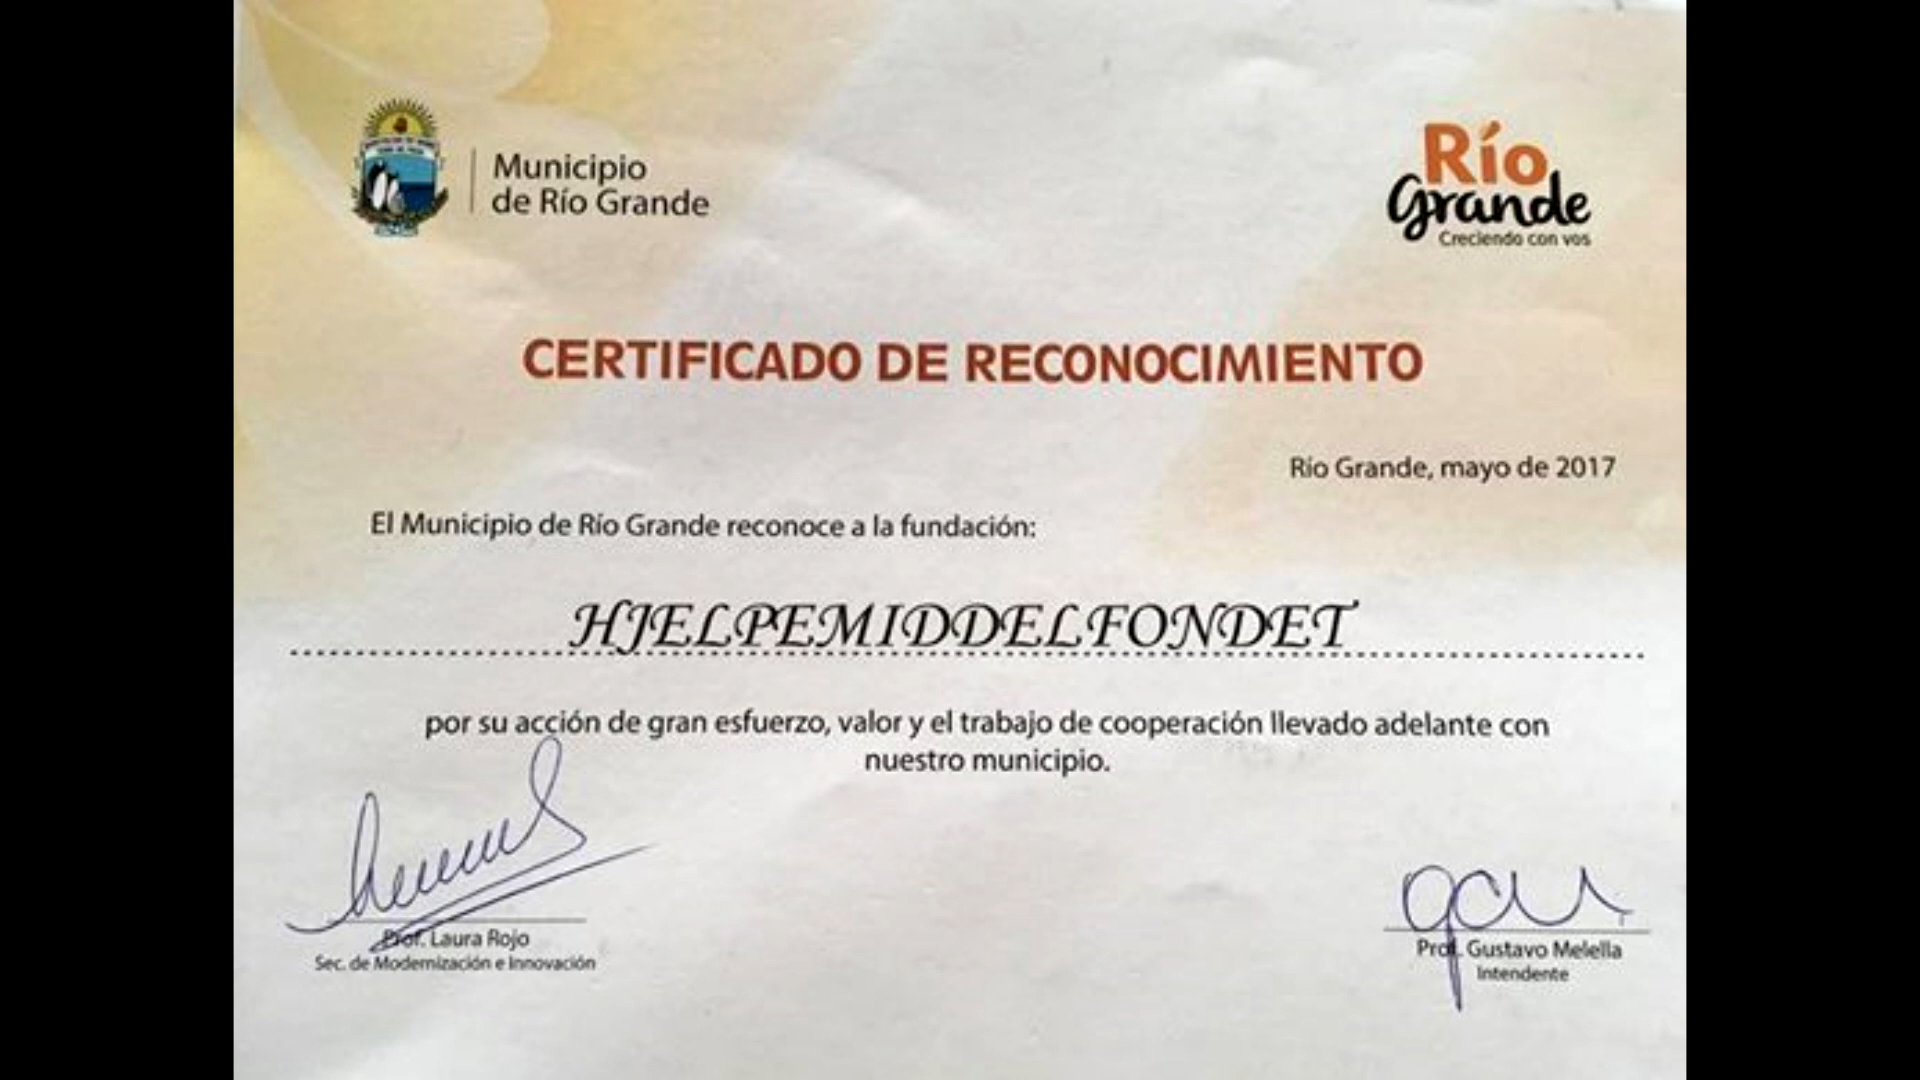 Municipio
de Río Grande
Río
Grande
Creciendo con vos
CERTIFICADO DE RECONOCIMIENTO
Río Grande, mayo de 2017
El Municipio de Río Grande reconoce a la fundación:
HJELPEMIDDELFONDET
por su acción de gran esfuerzo, valor y el trabajo de cooperación llevado adelante con
nuestro municipio.
Prof. Laura Rojo
Sec. de Modernización e Innovación
Prof. Gustavo Melella
Intendente